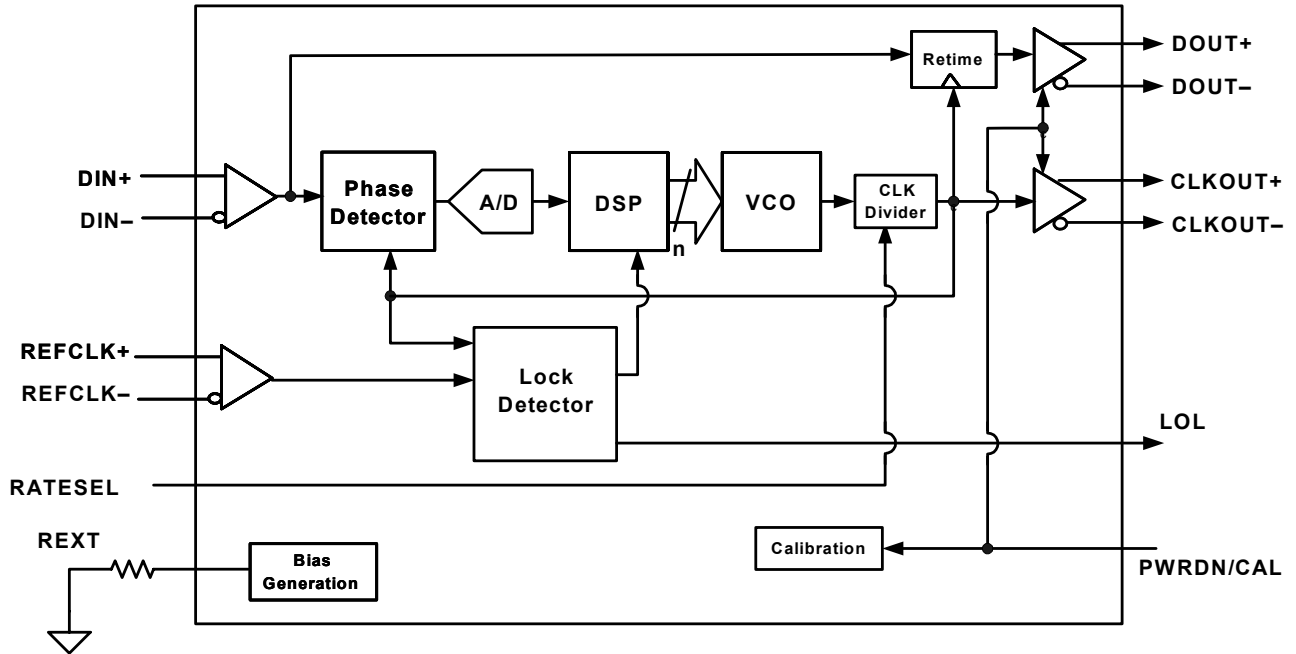 DOUT+
Retime
DOUT–
DIN+
DIN–
Phase
Detector
A/D
DSP
n
VCO
CLK
Divider
CLKOUT+
CLKOUT–
REFCLK+
REFCLK–
Lock
Detector
LOL
RATESEL
REXT
Bias
Generation
Calibration
PWRDN/CAL